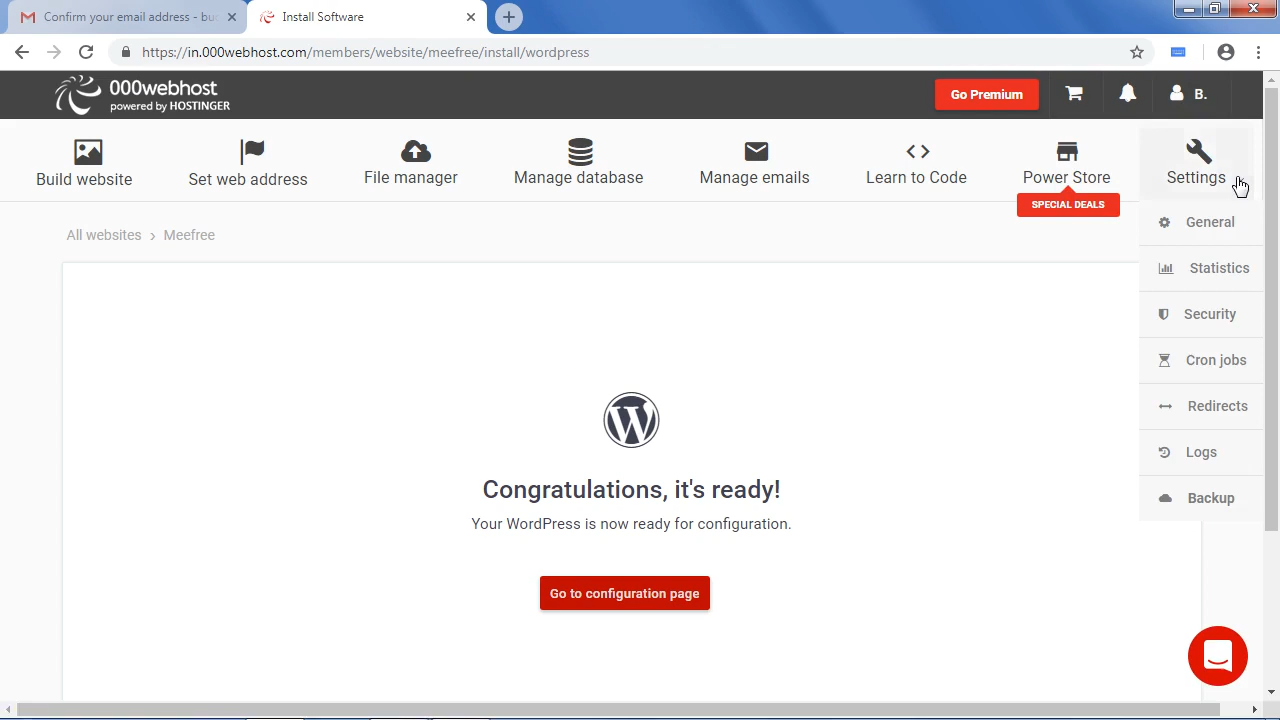 Confirm your email address - buc
Install Software
https://in.000webhost.com/members/website/meefree/install/wordpress
000webhost
powered by HOSTINGER
Go Premium
B.
Build website
Set web address
File manager
Manage database
Manage emails
Learn to Code
Power Store
Settings
SPECIAL DEALS
All websites › Meefree
General
Statistics
Security
Cron jobs
Redirects
Logs
Backup
Congratulations, it's ready!
Your WordPress is now ready for configuration.
Go to configuration page